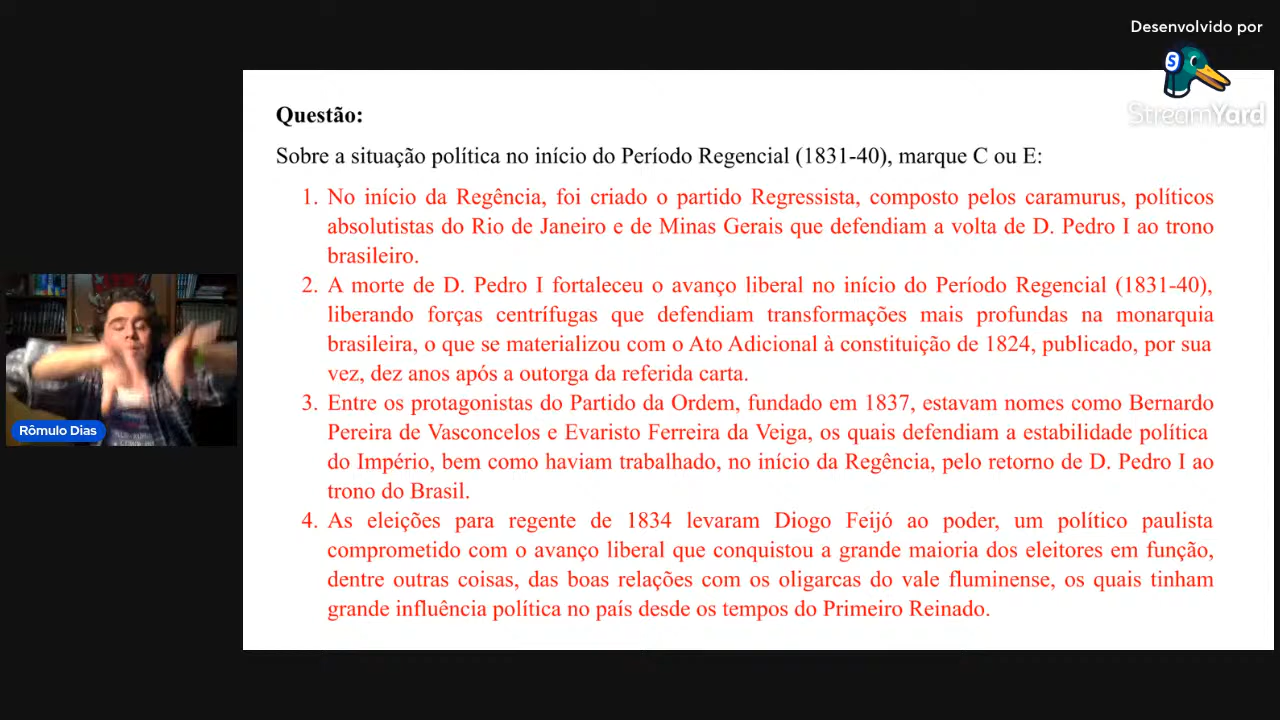 Desenvolvido por
S
StreamYard
Questão:
Sobre a situação política no início do Período Regencial (1831-40), marque C ou E:
1. No início da Regência, foi criado o partido Regressista, composto pelos caramurus, políticos
absolutistas do Rio de Janeiro e de Minas Gerais que defendiam a volta de D. Pedro I ao trono
brasileiro.
2. A morte de D. Pedro I fortaleceu o avanço liberal no início do Período Regencial (1831-40),
liberando forças centrífugas que defendiam transformações mais profundas na monarquia
brasileira, o que se materializou com o Ato Adicional à constituição de 1824, publicado, por sua
vez, dez anos após a outorga da referida carta.
3. Entre os protagonistas do Partido da Ordem, fundado em 1837, estavam nomes como Bernardo
Pereira de Vasconcelos e Evaristo Ferreira da Veiga, os quais defendiam a estabilidade política
do Império, bem como haviam trabalhado, no início da Regência, pelo retorno de D. Pedro I ao
trono do Brasil.
4. As eleições para regente de 1834 levaram Diogo Feijó ao poder, um político paulista
comprometido com o avanço liberal que conquistou a grande maioria dos eleitores em função,
dentre outras coisas, das boas relações com os oligarcas do vale fluminense, os quais tinham
grande influência política no país desde os tempos do Primeiro Reinado.
Rômulo Dias